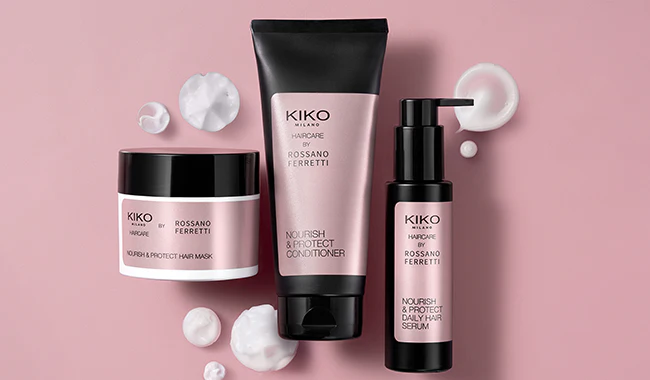 KIKO
MILANO
HAIRCARE
BY
ROSSANO
FERRETTI
NOURISH & PROTECT HAIR MASK
KIKO
MILANO
HAIRCARE
BY
ROSSANO
FERRETTI
NOURISH
& PROTECT
CONDITIONER
KIKO
MILANO
HAIRCARE
BY
ROSSANO
FERRETTI
NOURISH
& PROTECT
DAILY HAIR
SERUM